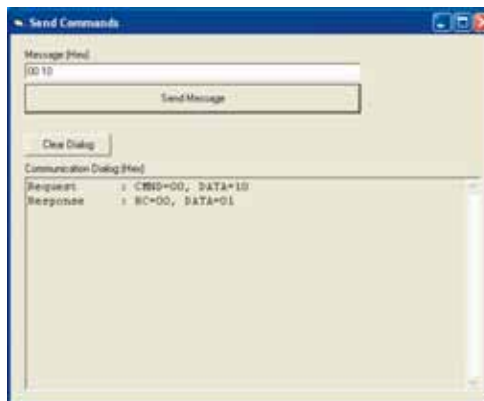 Send Commands
Message [Hex]
00 10
Send Message
Clear Dialog
Communication Dialog [Hex]
Request : CMND=00, DATA=10
Response : RC=00, DATA=01